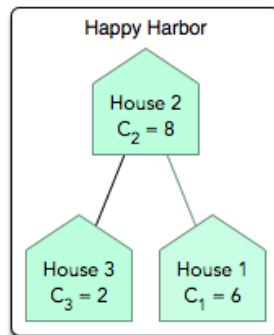 Happy Harbor
House 2
C₂ = 8
House 3
C₃ = 2
House 1
C₁ = 6